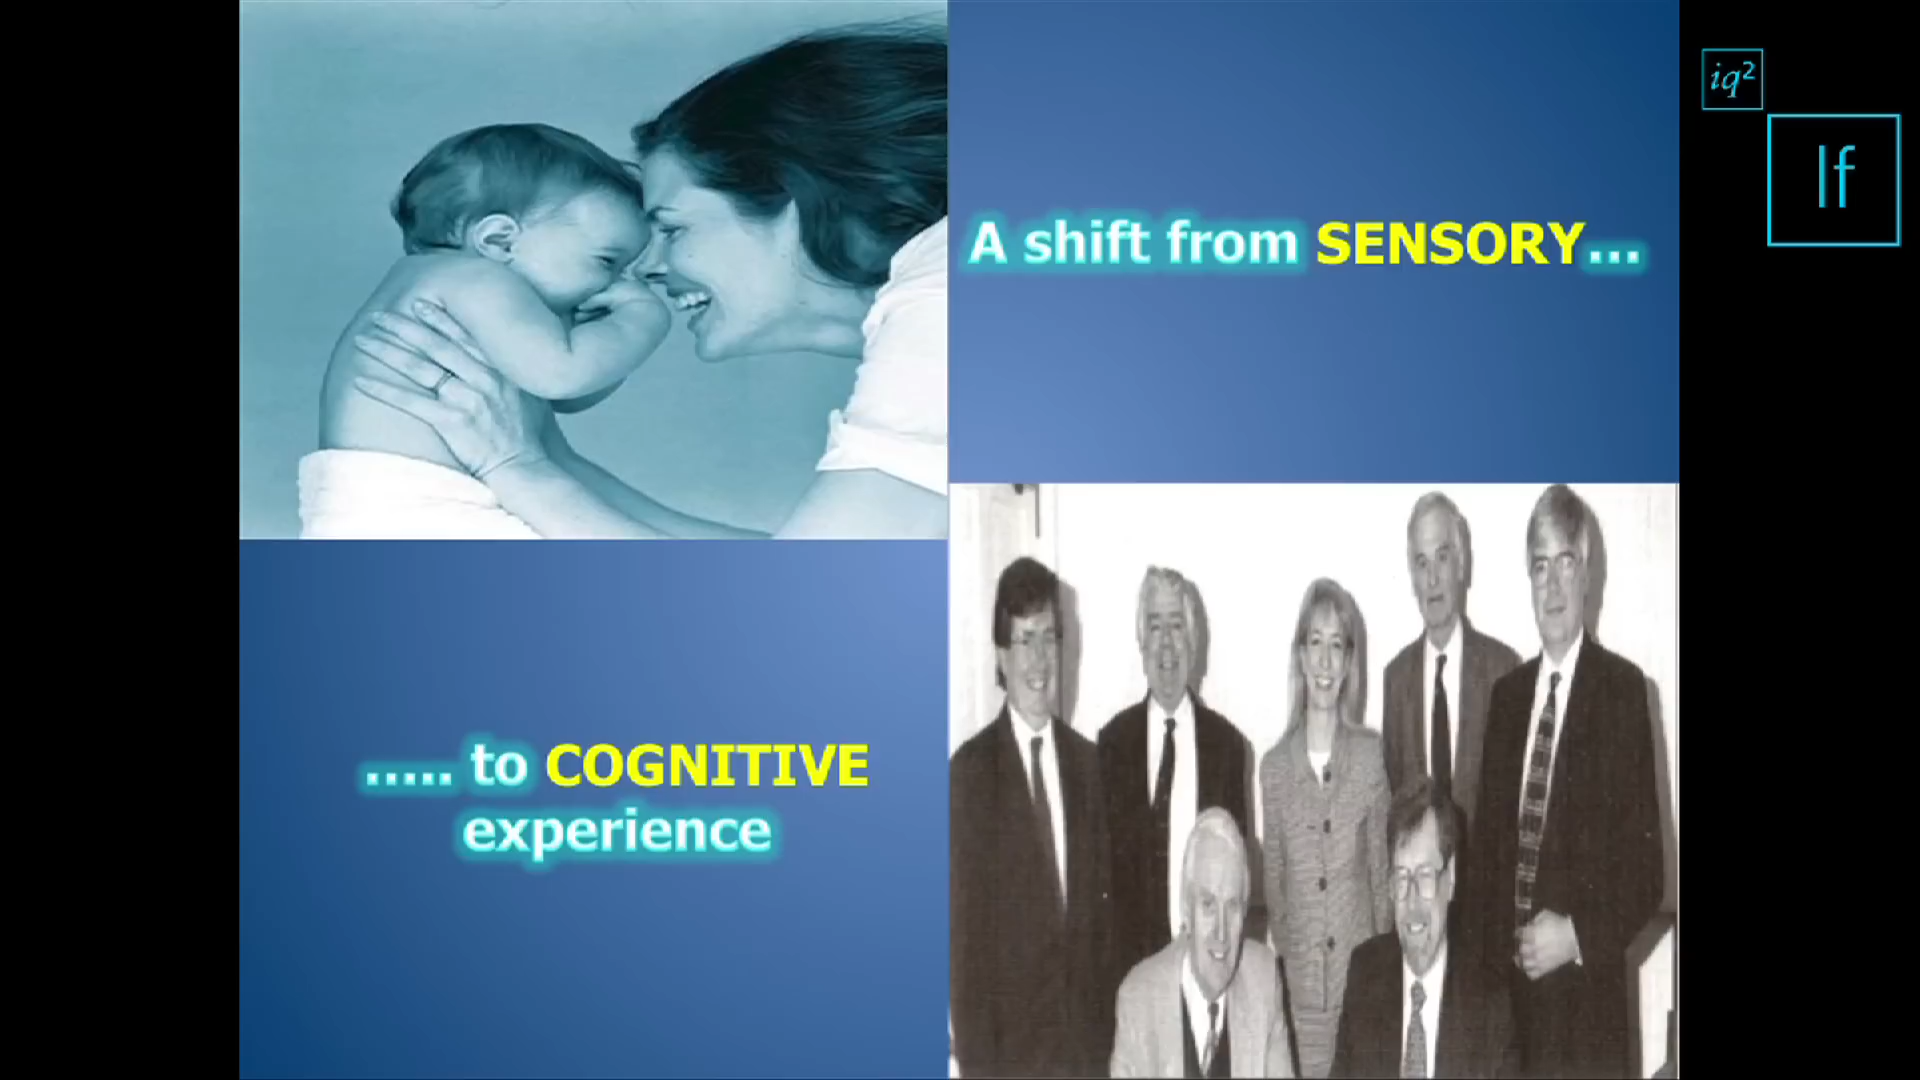 A shift from SENSORY...
..... to COGNITIVE
experience
iq²
If